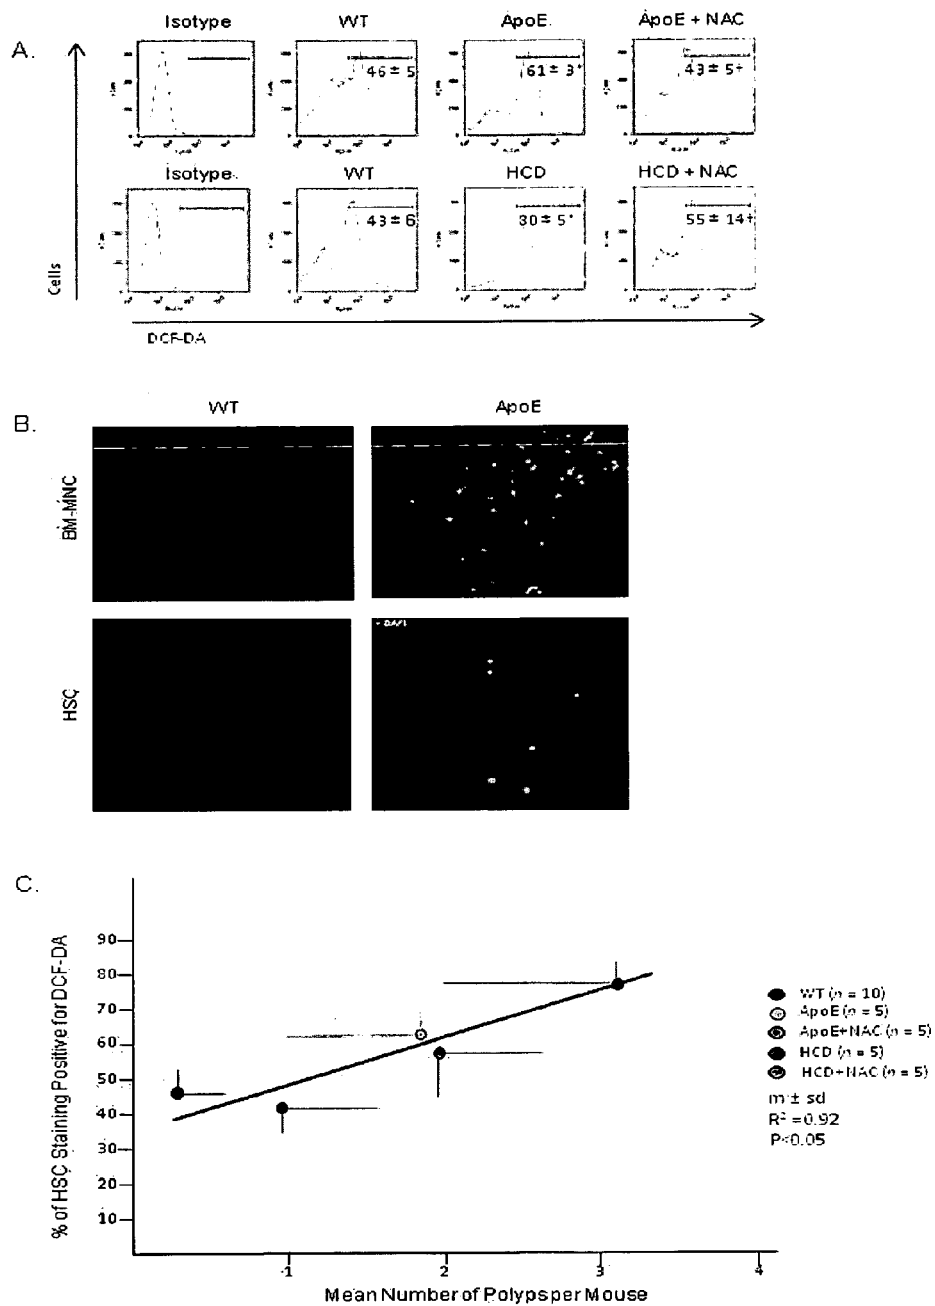 A.
Isotype WT ApoE ApoE + NAC
46 ± 5 61 ± 3* 43 ± 5+
Isotype WT HCD HCD + NAC
43 ± 6 80 ± 5* 55 ± 14+
Cells
DCF-DA
B.
WT ApoE
BM-MNC
+ DAPI
HSC
C.
% of HSC Staining Positive for DCF-DA
90
80
70
60
50
40
30
20
10
1 2 3 4
Mean Number of Polyps per Mouse
WT (n = 10)
ApoE (n = 5)
ApoE+NAC (n = 5)
HCD (n = 5)
HCD+NAC (n = 5)
m ± sd
R² = 0.92
P<0.05